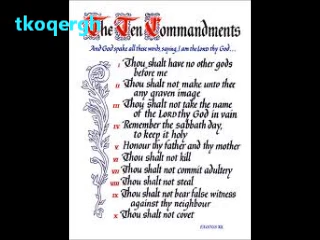 tkoqergh
The Ten Commandments
And God spake all these words, saying, I am the LORD thy God...
I Thou shalt have no other gods
before me
II Thou shalt not make unto thee
any graven image
III Thou shalt not take the name
of the LORD thy God in vain
IV Remember the sabbath day,
to keep it holy
V Honour thy father and thy mother
VI Thou shalt not kill
VII Thou shalt not commit adultery
VIII Thou shalt not steal
IX Thou shalt not bear false witness
against thy neighbour
X Thou shalt not covet
EXODUS XX